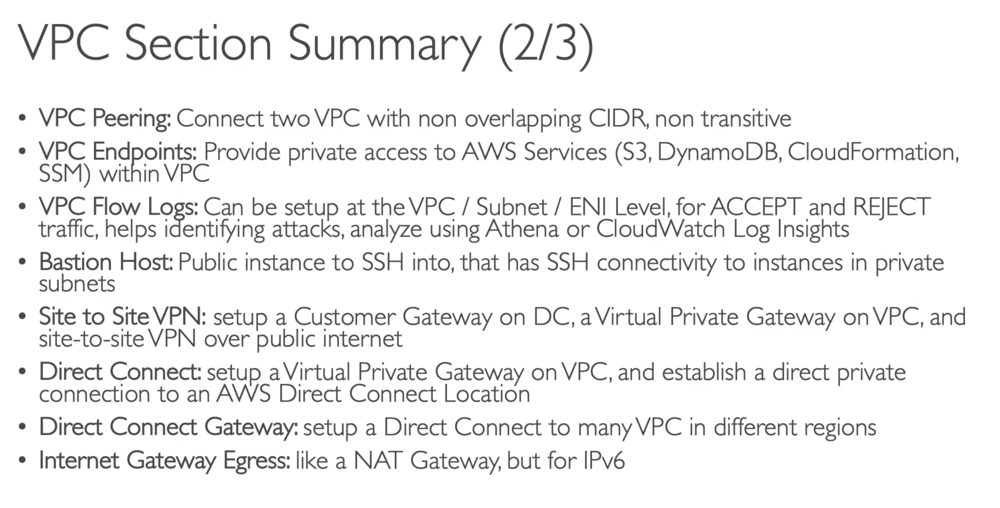 VPC Section Summary (2/3)
• VPC Peering: Connect two VPC with non overlapping CIDR, non transitive
• VPC Endpoints: Provide private access to AWS Services (S3, DynamoDB, CloudFormation,
SSM) within VPC
• VPC Flow Logs: Can be setup at the VPC / Subnet / ENI Level, for ACCEPT and REJECT
traffic, helps identifying attacks, analyze using Athena or CloudWatch Log Insights
• Bastion Host: Public instance to SSH into, that has SSH connectivity to instances in private
subnets
• Site to Site VPN: setup a Customer Gateway on DC, a Virtual Private Gateway on VPC, and
site-to-site VPN over public internet
• Direct Connect: setup a Virtual Private Gateway on VPC, and establish a direct private
connection to an AWS Direct Connect Location
• Direct Connect Gateway: setup a Direct Connect to many VPC in different regions
• Internet Gateway Egress: like a NAT Gateway, but for IPv6